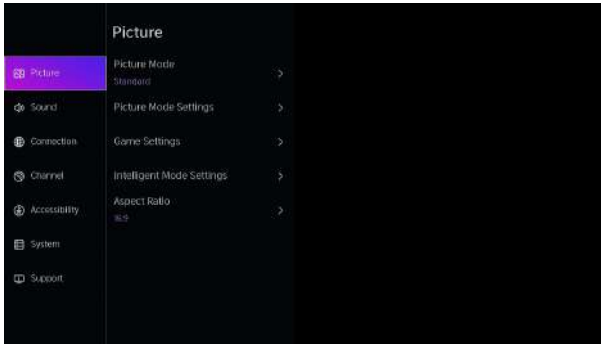 Picture
Picture
Picture Mode
Standard
Sound
Picture Mode Settings
Connection
Game Settings
Channel
Intelligent Mode Settings
Accessibility
Aspect Ratio
16:9
System
Support